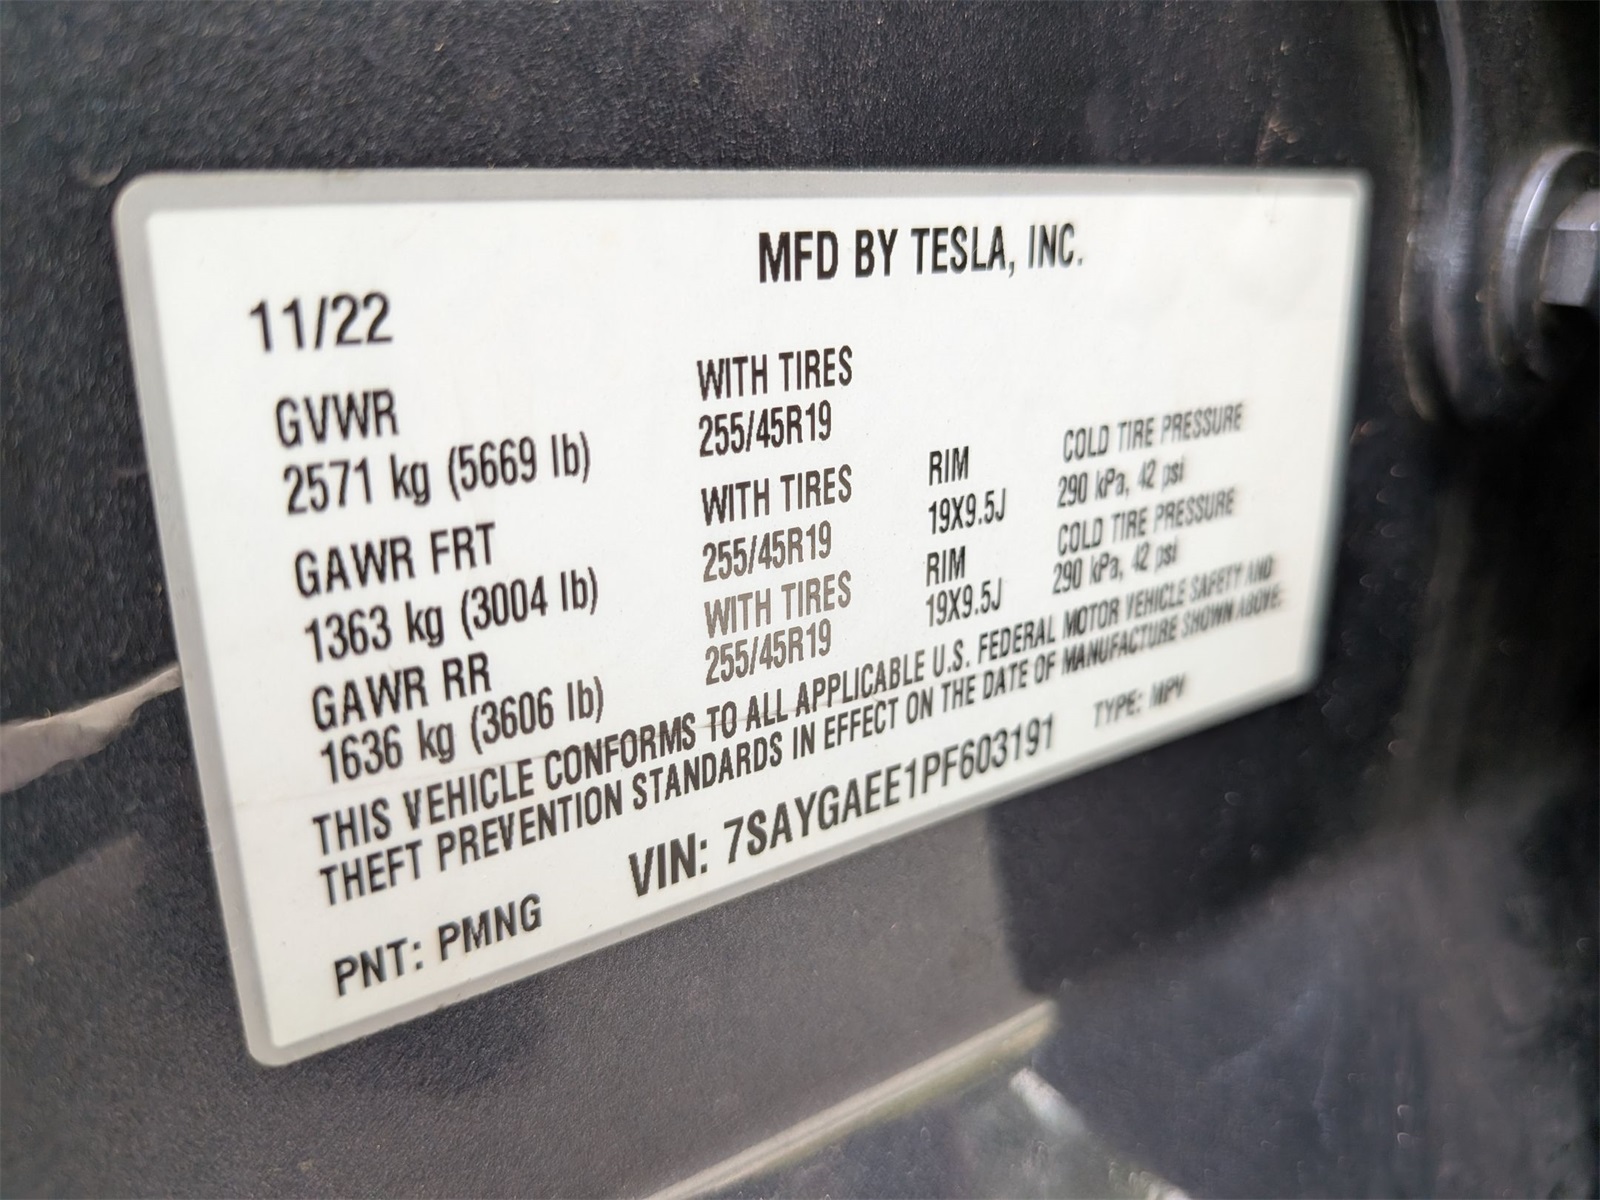 MFD BY TESLA, INC.
11/22
GVWR WITH TIRES
2571 kg (5669 lb) 255/45R19
GAWR FRT WITH TIRES RIM COLD TIRE PRESSURE
1363 kg (3004 lb) 255/45R19 19X9.5J 290 kPa, 42 psi
GAWR RR WITH TIRES RIM COLD TIRE PRESSURE
1636 kg (3606 lb) 255/45R19 19X9.5J 290 kPa, 42 psi
THIS VEHICLE CONFORMS TO ALL APPLICABLE U.S. FEDERAL MOTOR VEHICLE SAFETY AND
THEFT PREVENTION STANDARDS IN EFFECT ON THE DATE OF MANUFACTURE SHOWN ABOVE.
VIN: 7SAYGAEE1PF603191 TYPE: MPV
PNT: PMNG